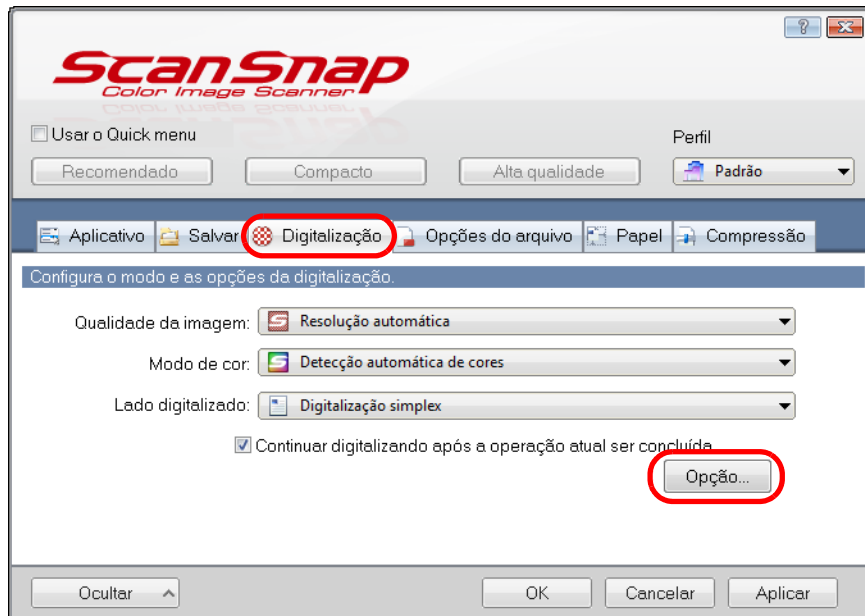 ScanSnap
Color Image Scanner
Usar o Quick menu
Perfil
Recomendado Compacto Alta qualidade Padrão
Aplicativo Salvar Digitalização Opções do arquivo Papel Compressão
Configura o modo e as opções da digitalização.
Qualidade da imagem: Resolução automática
Modo de cor: Detecção automática de cores
Lado digitalizado: Digitalização simplex
Continuar digitalizando após a operação atual ser concluída
Opção...
Ocultar OK Cancelar Aplicar